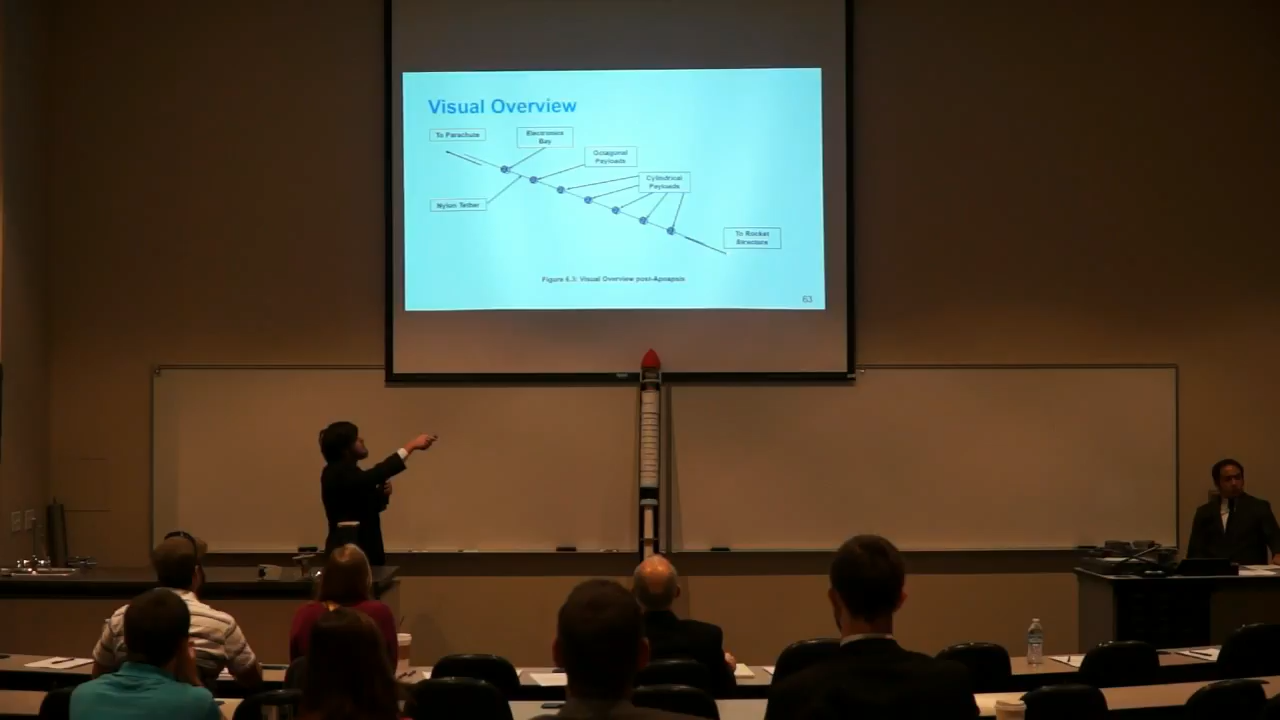 Visual Overview
To Parachute
Electronics
Bay
Octagonal
Payloads
Cylindrical
Payloads
Nylon Tether
To Rocket
Structure
Figure 6.3: Visual Overview post-Apoapsis
63